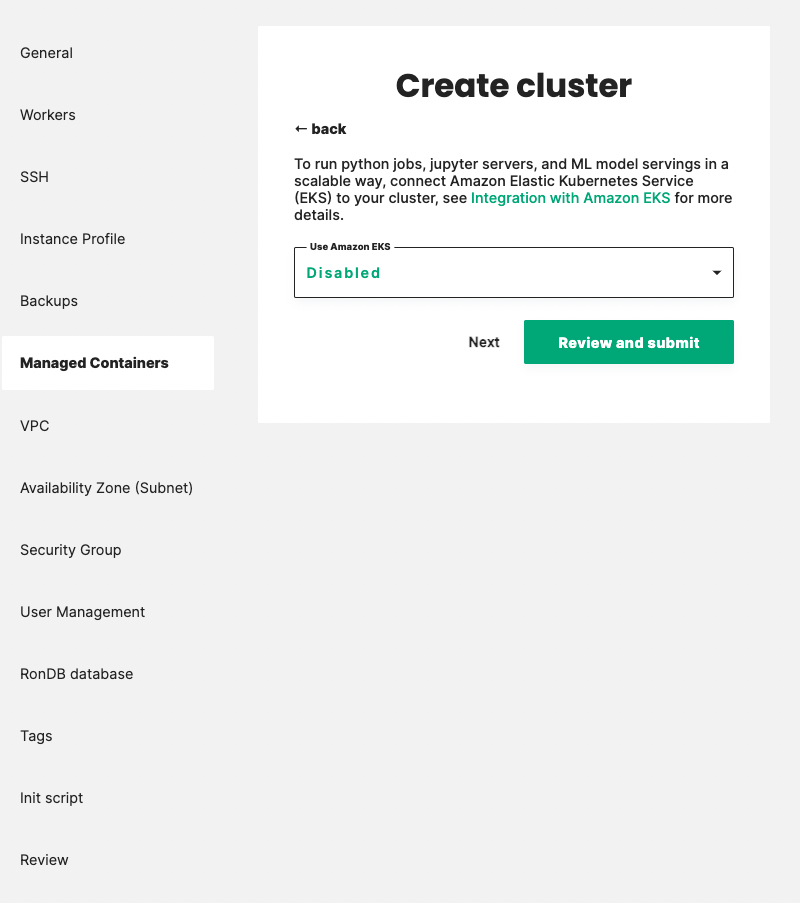 General
Workers
SSH
Instance Profile
Backups
Managed Containers
VPC
Availability Zone (Subnet)
Security Group
User Management
RonDB database
Tags
Init script
Review
Create cluster
← back
To run python jobs, jupyter servers, and ML model servings in a
scalable way, connect Amazon Elastic Kubernetes Service
(EKS) to your cluster, see Integration with Amazon EKS for more
details.
Use Amazon EKS
Disabled
Next
Review and submit